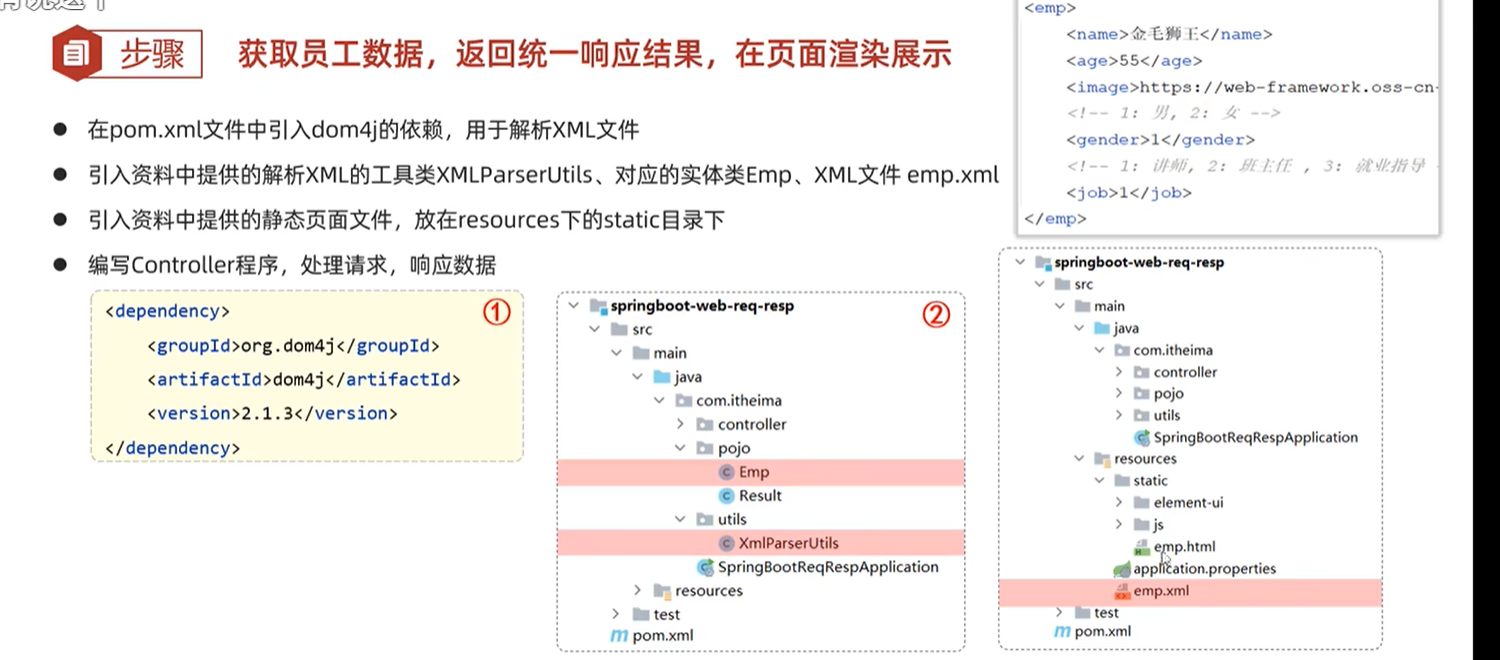 步骤
获取员工数据，返回统一响应结果，在页面渲染展示
● 在pom.xml文件中引入dom4j的依赖，用于解析XML文件
● 引入资料中提供的解析XML的工具类XMLParserUtils、对应的实体类Emp、XML文件 emp.xml
● 引入资料中提供的静态页面文件，放在resources下的static目录下
● 编写Controller程序，处理请求，响应数据
<emp>
<name>金毛狮王</name>
<age>55</age>
<image>https://web-framework.oss-cn-
<!-- 1: 男, 2: 女 -->
<gender>1</gender>
<!-- 1: 讲师, 2: 班主任 , 3: 就业指导
<job>1</job>
</emp>
①
<dependency>
<groupId>org.dom4j</groupId>
<artifactId>dom4j</artifactId>
<version>2.1.3</version>
</dependency>
②
springboot-web-req-resp
src
main
java
com.itheima
controller
pojo
Emp
Result
utils
XmlParserUtils
SpringBootReqRespApplication
resources
test
pom.xml
springboot-web-req-resp
src
main
java
com.itheima
controller
pojo
utils
SpringBootReqRespApplication
resources
static
element-ui
js
emp.html
application.properties
emp.xml
test
pom.xml